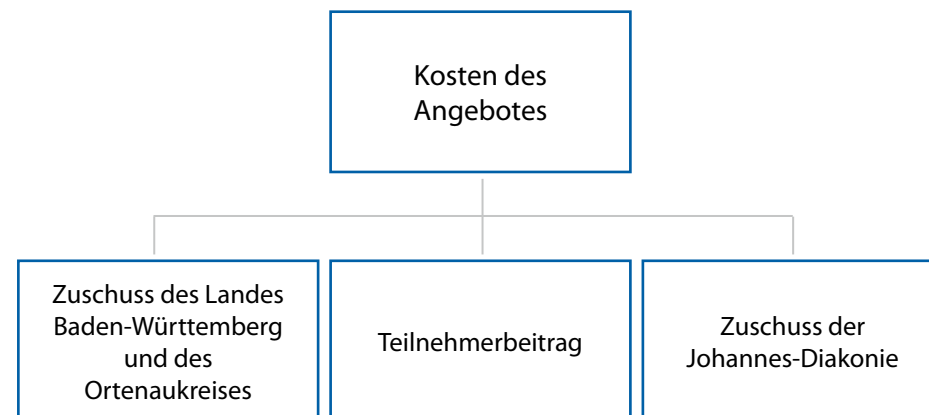 Kosten des
Angebotes
Zuschuss des Landes
Baden-Württemberg
und des
Ortenaukreises
Teilnehmerbeitrag
Zuschuss der
Johannes-Diakonie